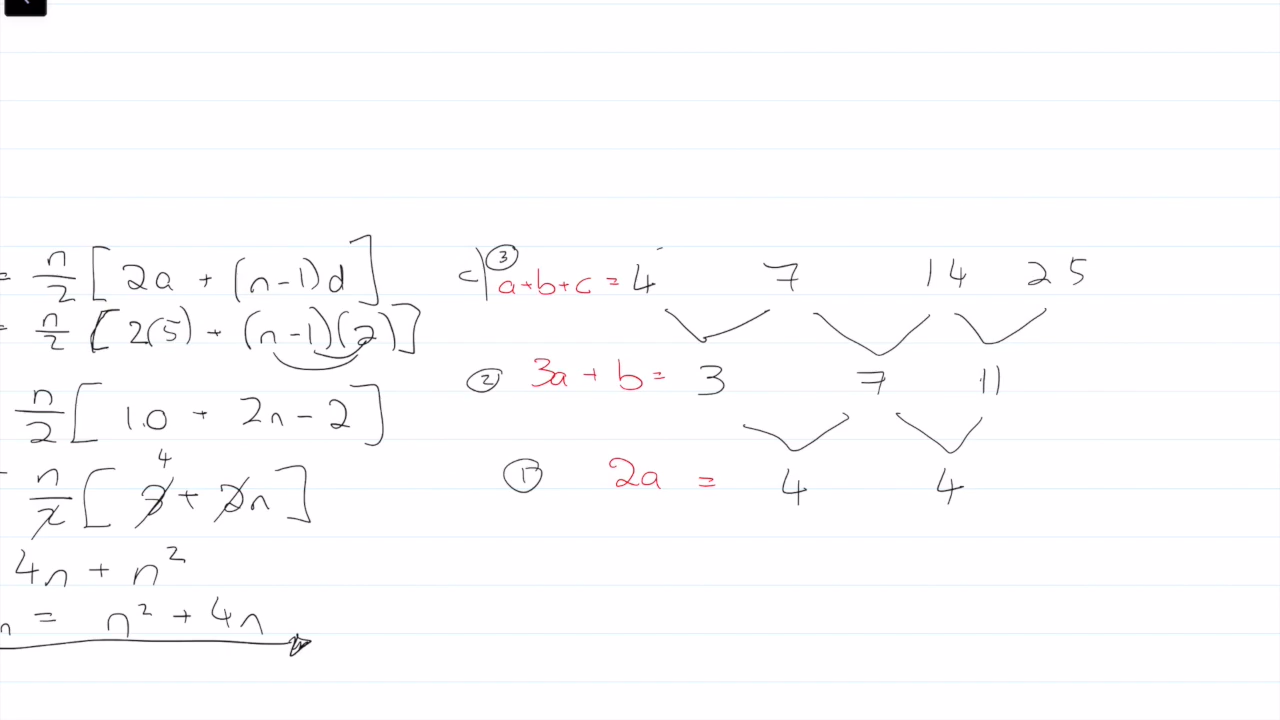 = n/2 [ 2a + (n-1)d ]
= n/2 [ 2(5) + (n-1)(2) ]
n/2 [ 10 + 2n - 2 ]
4
n/2 [ 8 + 2n ]
4n + n²
n = n² + 4n
c) ③ a+b+c = 4 7 14 25
② 3a + b = 3 7 11
① 2a = 4 4